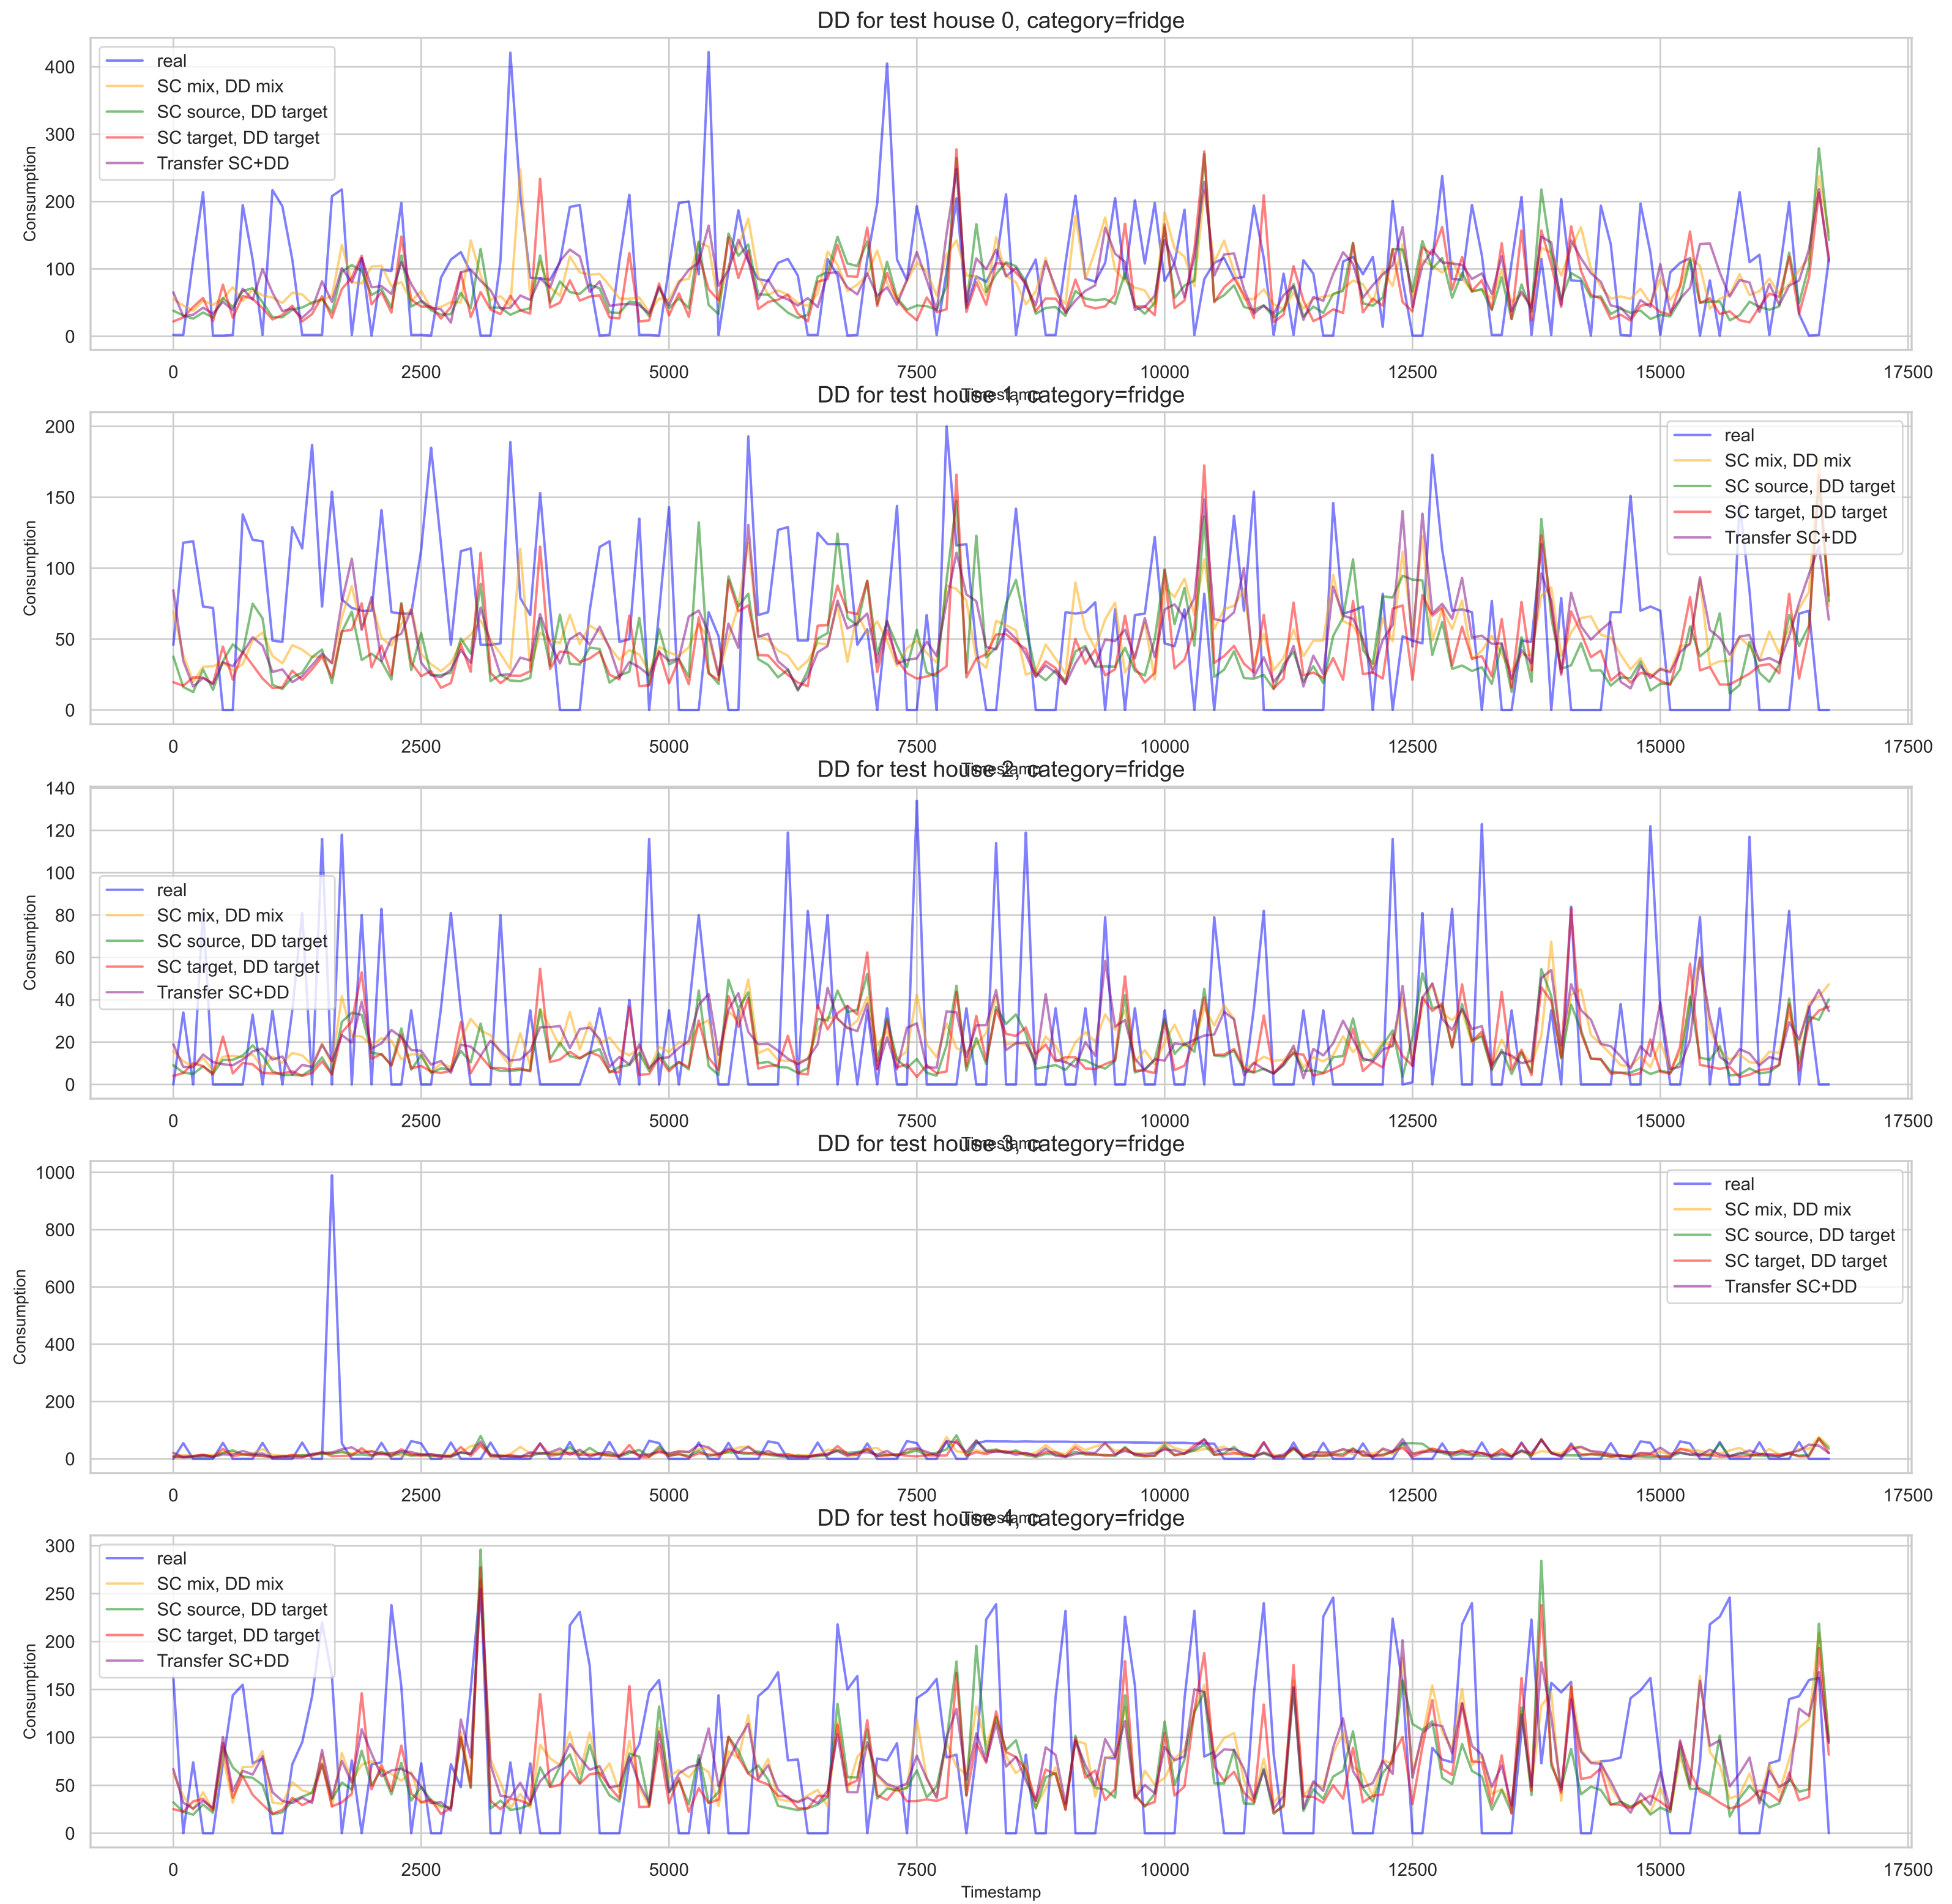 DD for test house 0, category=fridge
400
300
200
100
0
Consumption
real
SC mix, DD mix
SC source, DD target
SC target, DD target
Transfer SC+DD
0 2500 5000 7500 10000 12500 15000 17500
Timestamp
DD for test house 1, category=fridge
200
150
100
50
0
Consumption
real
SC mix, DD mix
SC source, DD target
SC target, DD target
Transfer SC+DD
0 2500 5000 7500 10000 12500 15000 17500
Timestamp
DD for test house 2, category=fridge
140
120
100
80
60
40
20
0
Consumption
real
SC mix, DD mix
SC source, DD target
SC target, DD target
Transfer SC+DD
0 2500 5000 7500 10000 12500 15000 17500
Timestamp
DD for test house 3, category=fridge
1000
800
600
400
200
0
Consumption
real
SC mix, DD mix
SC source, DD target
SC target, DD target
Transfer SC+DD
0 2500 5000 7500 10000 12500 15000 17500
Timestamp
DD for test house 4, category=fridge
300
250
200
150
100
50
0
Consumption
real
SC mix, DD mix
SC source, DD target
SC target, DD target
Transfer SC+DD
0 2500 5000 7500 10000 12500 15000 17500
Timestamp